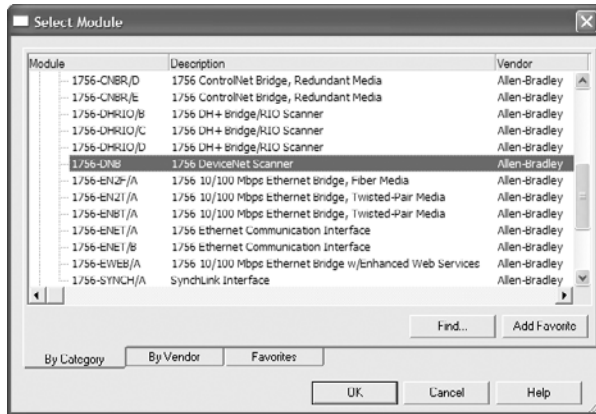 Select Module
Module Description Vendor
1756-CNBR/D 1756 ControlNet Bridge, Redundant Media Allen-Bradley
1756-CNBR/E 1756 ControlNet Bridge, Redundant Media Allen-Bradley
1756-DHRIO/B 1756 DH+ Bridge/RIO Scanner Allen-Bradley
1756-DHRIO/C 1756 DH+ Bridge/RIO Scanner Allen-Bradley
1756-DHRIO/D 1756 DH+ Bridge/RIO Scanner Allen-Bradley
1756-DNB 1756 DeviceNet Scanner Allen-Bradley
1756-EN2F/A 1756 10/100 Mbps Ethernet Bridge, Fiber Media Allen-Bradley
1756-EN2T/A 1756 10/100 Mbps Ethernet Bridge, Twisted-Pair Media Allen-Bradley
1756-ENBT/A 1756 10/100 Mbps Ethernet Bridge, Twisted-Pair Media Allen-Bradley
1756-ENET/A 1756 Ethernet Communication Interface Allen-Bradley
1756-ENET/B 1756 Ethernet Communication Interface Allen-Bradley
1756-EWEB/A 1756 10/100 Mbps Ethernet Bridge w/Enhanced Web Services Allen-Bradley
1756-SYNCH/A SynchLink Interface Allen-Bradley
Find... Add Favorite
By Category By Vendor Favorites
OK Cancel Help